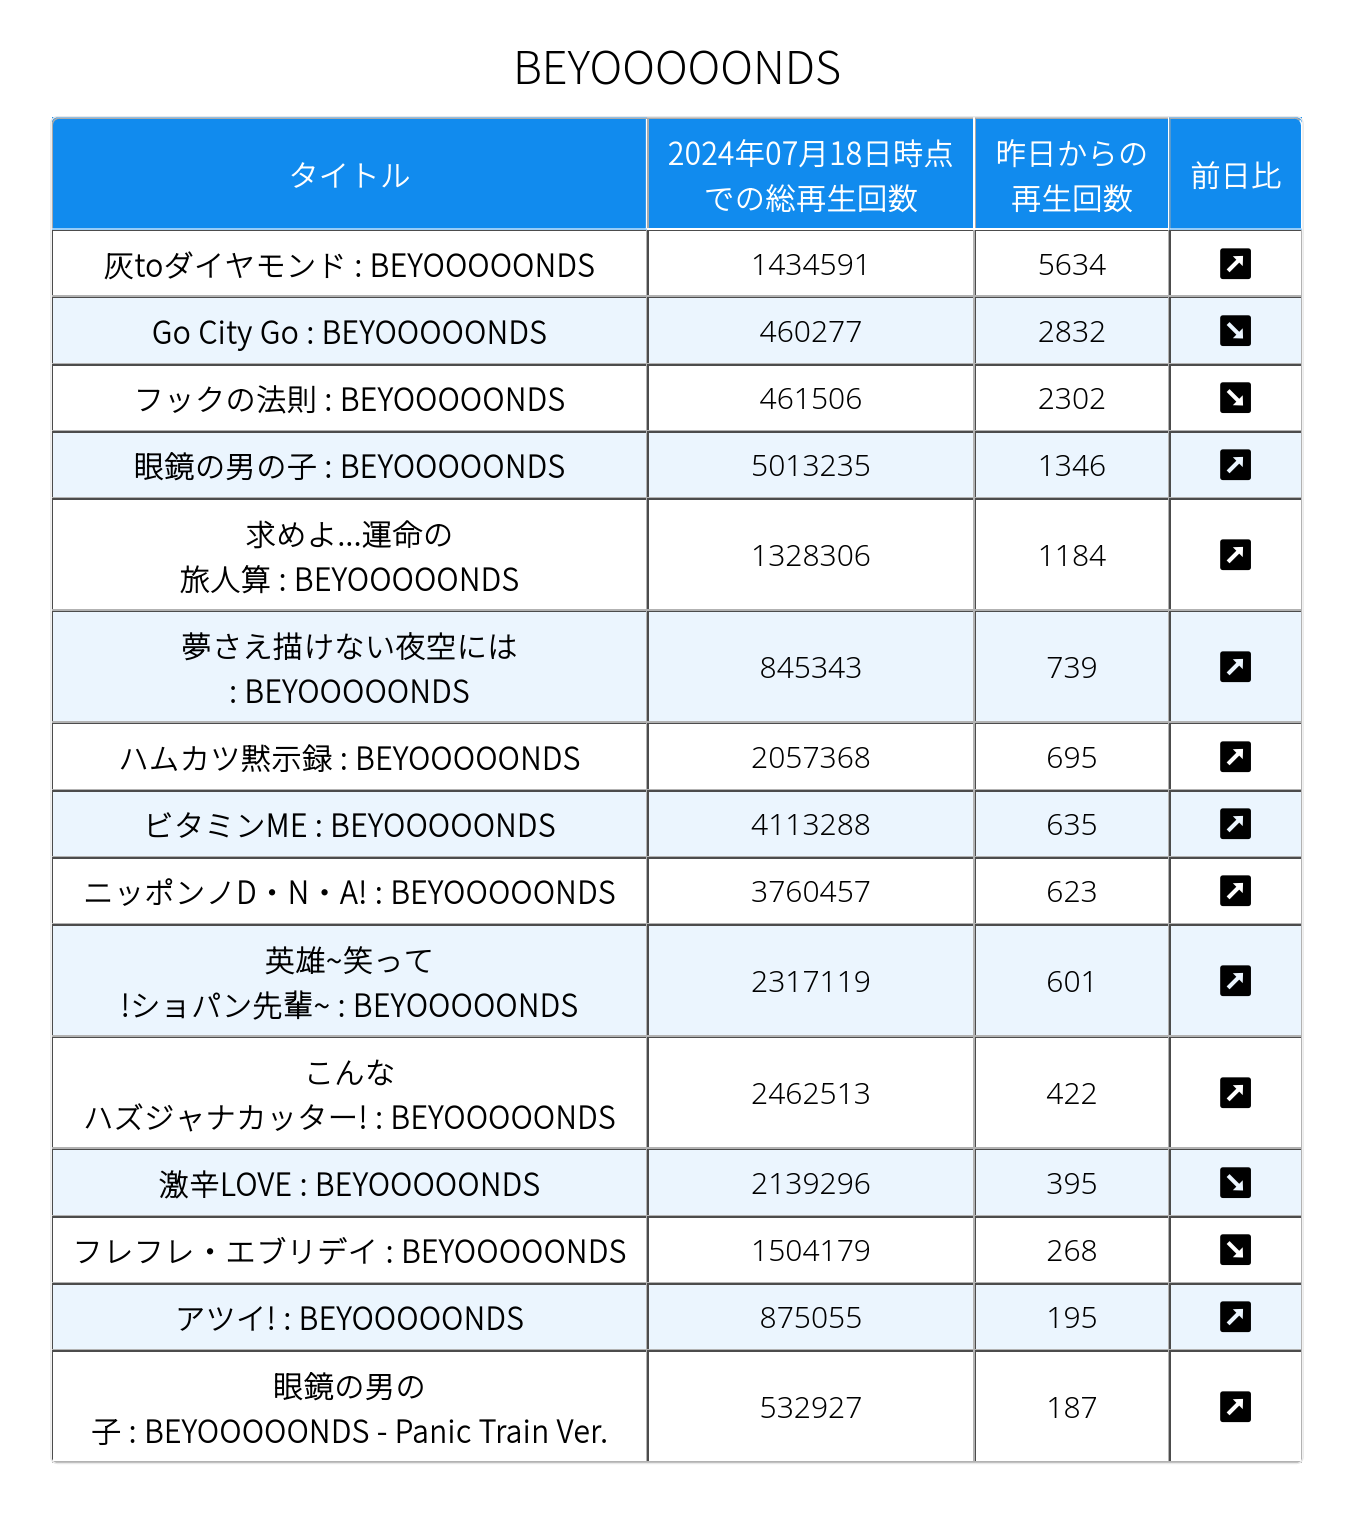 BEYOOOOONDS
タイトル
2024年07月18日時点
での総再生回数
昨日からの
再生回数
前日比
灰toダイヤモンド : BEYOOOOONDS
1434591
5634
Go City Go : BEYOOOOONDS
460277
2832
フックの法則 : BEYOOOOONDS
461506
2302
眼鏡の男の子 : BEYOOOOONDS
5013235
1346
求めよ...運命の
旅人算 : BEYOOOOONDS
1328306
1184
夢さえ描けない夜空には
: BEYOOOOONDS
845343
739
ハムカツ黙示録 : BEYOOOOONDS
2057368
695
ビタミンME : BEYOOOOONDS
4113288
635
ニッポンノD・N・A! : BEYOOOOONDS
3760457
623
英雄~笑って
!ショパン先輩~ : BEYOOOOONDS
2317119
601
こんな
ハズジャナカッター! : BEYOOOOONDS
2462513
422
激辛LOVE : BEYOOOOONDS
2139296
395
フレフレ・エブリデイ : BEYOOOOONDS
1504179
268
アツイ! : BEYOOOOONDS
875055
195
眼鏡の男の
子 : BEYOOOOONDS - Panic Train Ver.
532927
187